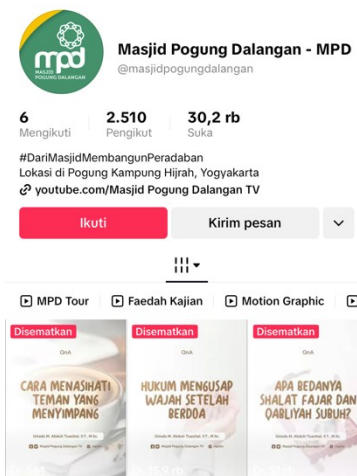 mpd
MASJID
POGUNG DALANGAN
Masjid Pogung Dalangan - MPD
@masjidpogungdalangan
6 2.510 30,2 rb
Mengikuti Pengikut Suka
#DariMasjidMembangunPeradaban
Lokasi di Pogung Kampung Hijrah, Yogyakarta
youtube.com/Masjid Pogung Dalangan TV
Ikuti Kirim pesan
MPD Tour Faedah Kajian Motion Graphic
Disematkan Disematkan Disematkan
QnA QnA QnA
CARA MENASIHATI
TEMAN YANG
MENYIMPANG
HUKUM MENGUSAP
WAJAH SETELAH
BERDOA
APA BEDANYA
SHALAT FAJAR DAN
QABLIYAH SUBUH?